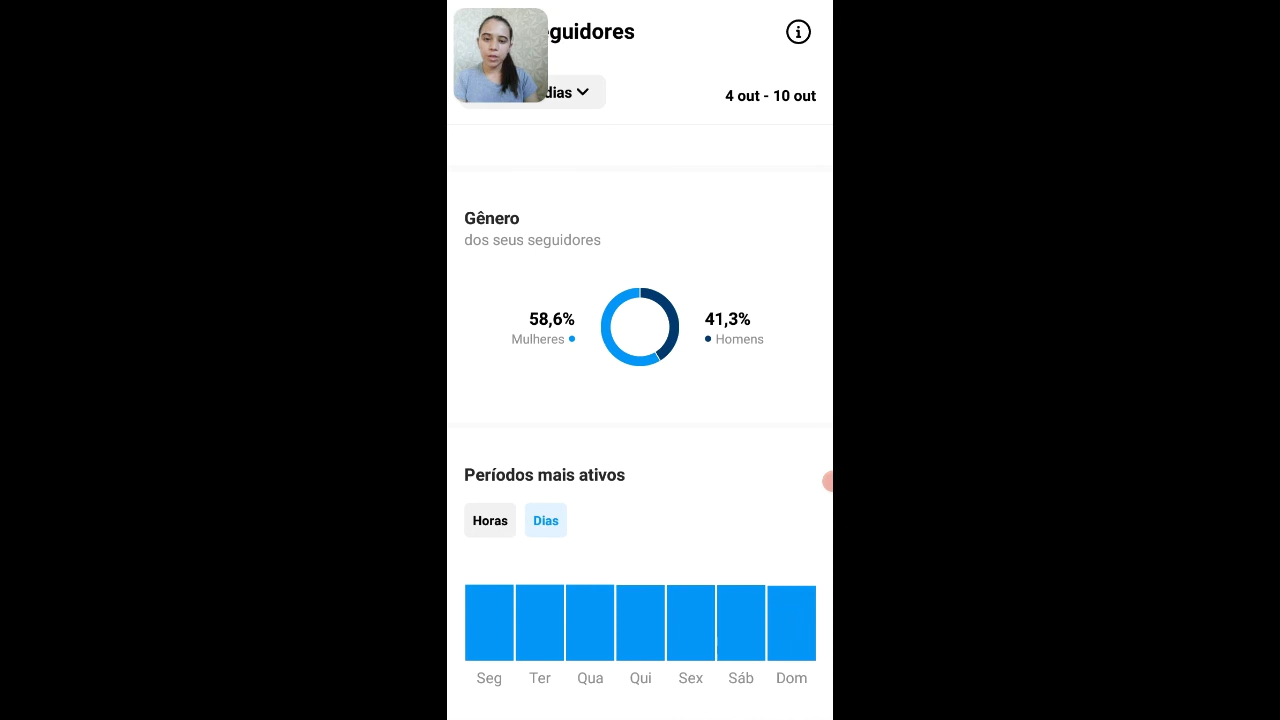 eguidores
dias
4 out - 10 out
Gênero
dos seus seguidores
58,6%
Mulheres
41,3%
Homens
Períodos mais ativos
Horas
Dias
Seg Ter Qua Qui Sex Sáb Dom